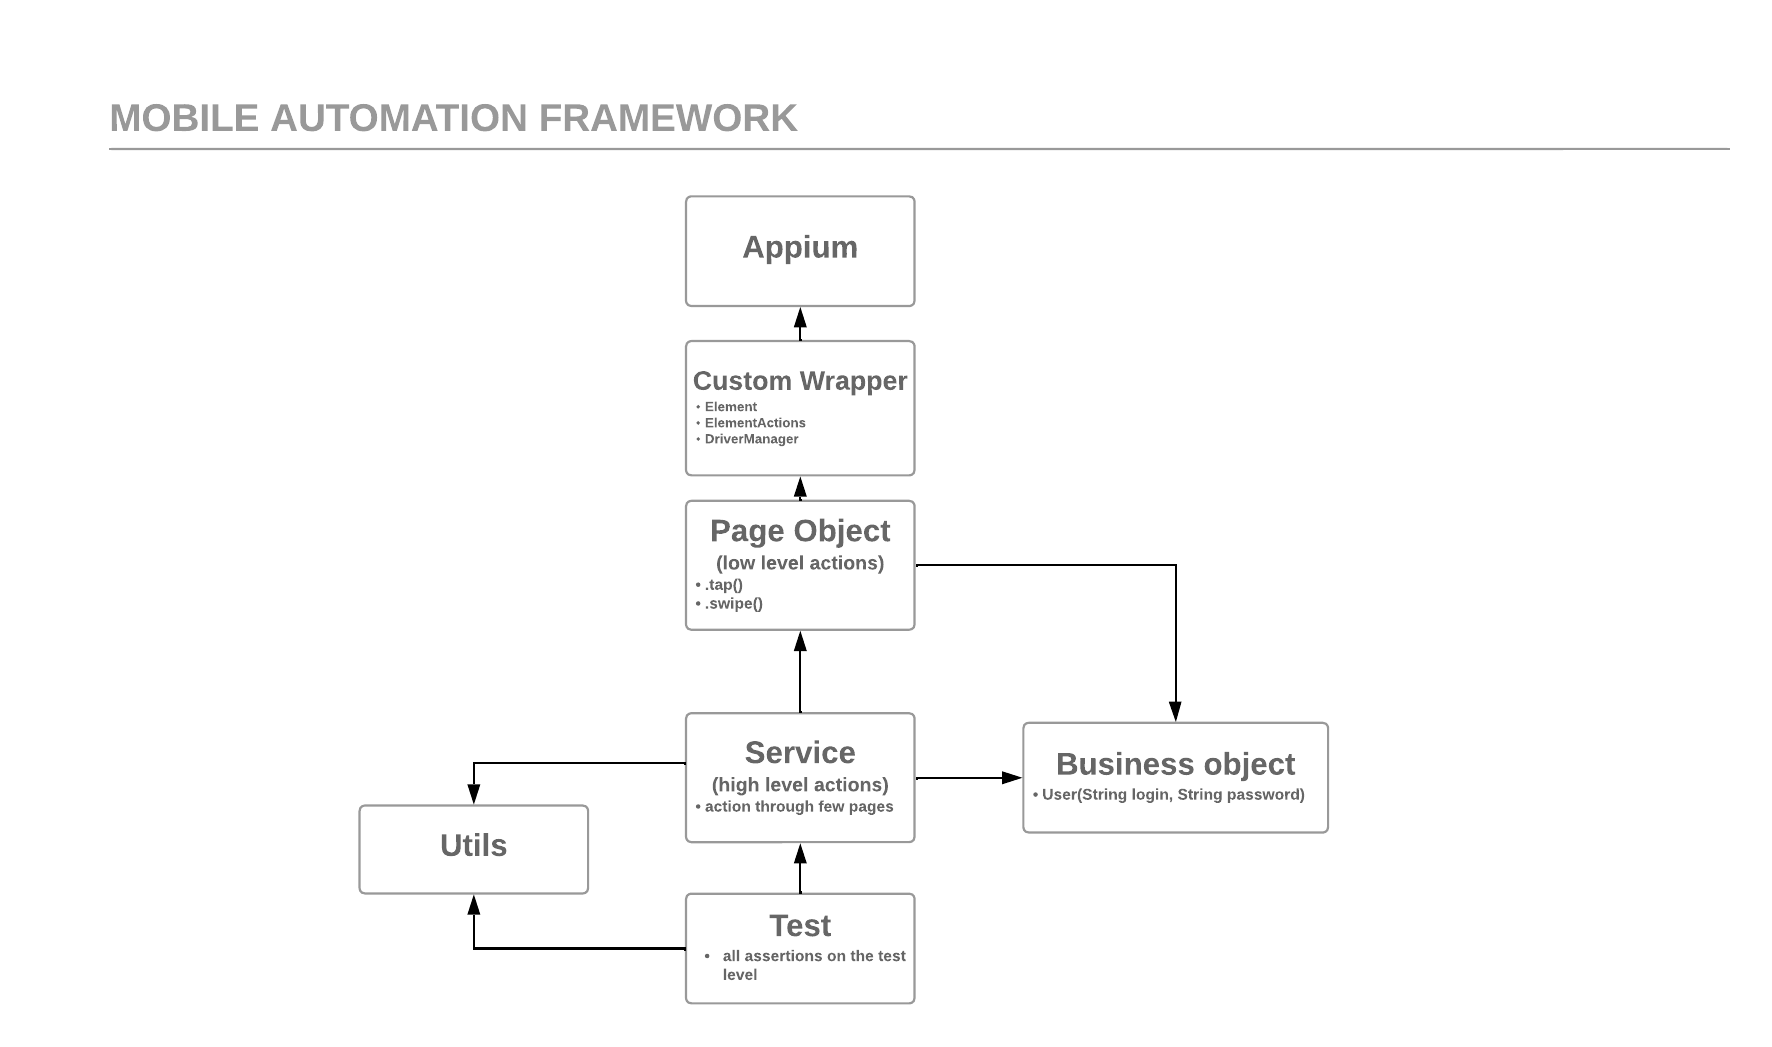 MOBILE AUTOMATION FRAMEWORK
Appium
Custom Wrapper
• Element
• ElementActions
• DriverManager
Page Object
(low level actions)
• .tap()
• .swipe()
Service
(high level actions)
• action through few pages
Business object
• User(String login, String password)
Utils
Test
• all assertions on the test
level